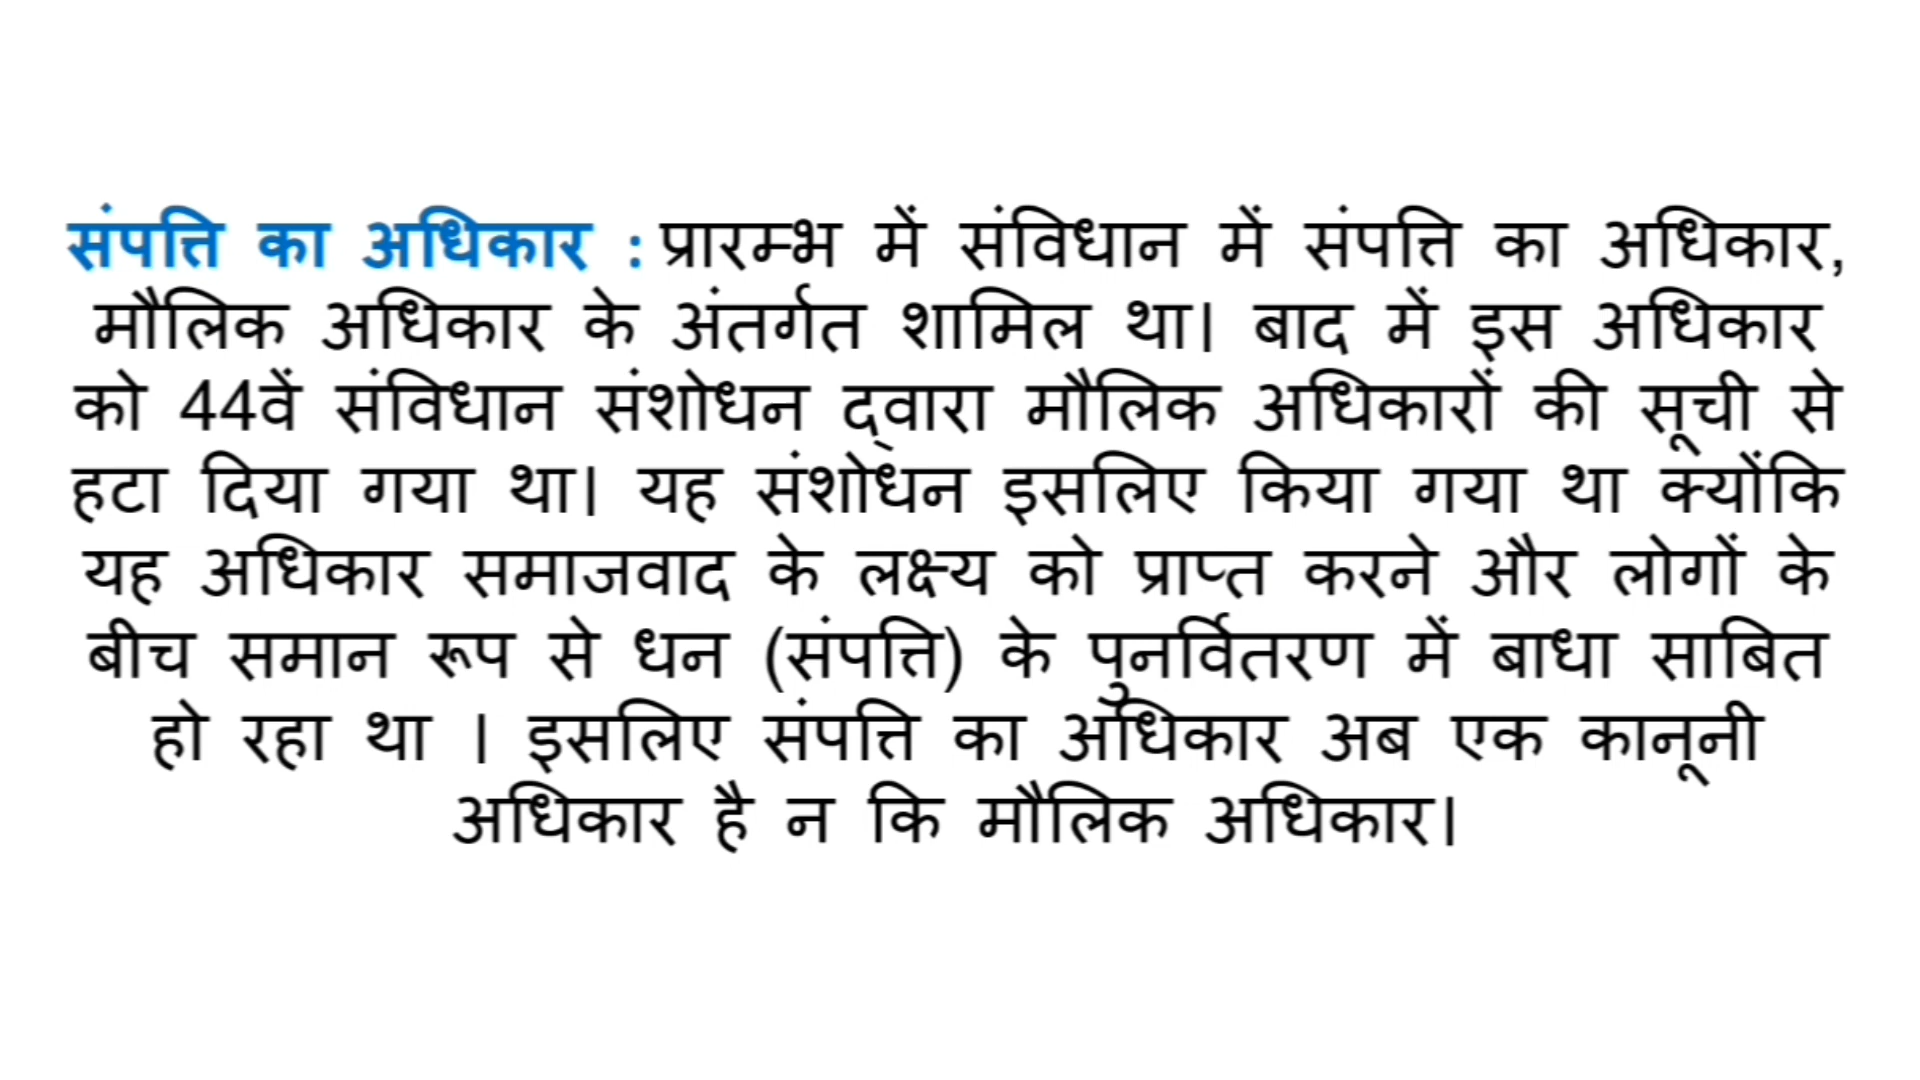 संपत्ति का अधिकार : प्रारम्भ में संविधान में संपत्ति का अधिकार,
मौलिक अधिकार के अंतर्गत शामिल था। बाद में इस अधिकार
को 44वें संविधान संशोधन द्वारा मौलिक अधिकारों की सूची से
हटा दिया गया था। यह संशोधन इसलिए किया गया था क्योंकि
यह अधिकार समाजवाद के लक्ष्य को प्राप्त करने और लोगों के
बीच समान रूप से धन (संपत्ति) के पुनर्वितरण में बाधा साबित
हो रहा था । इसलिए संपत्ति का अधिकार अब एक कानूनी
अधिकार है न कि मौलिक अधिकार।